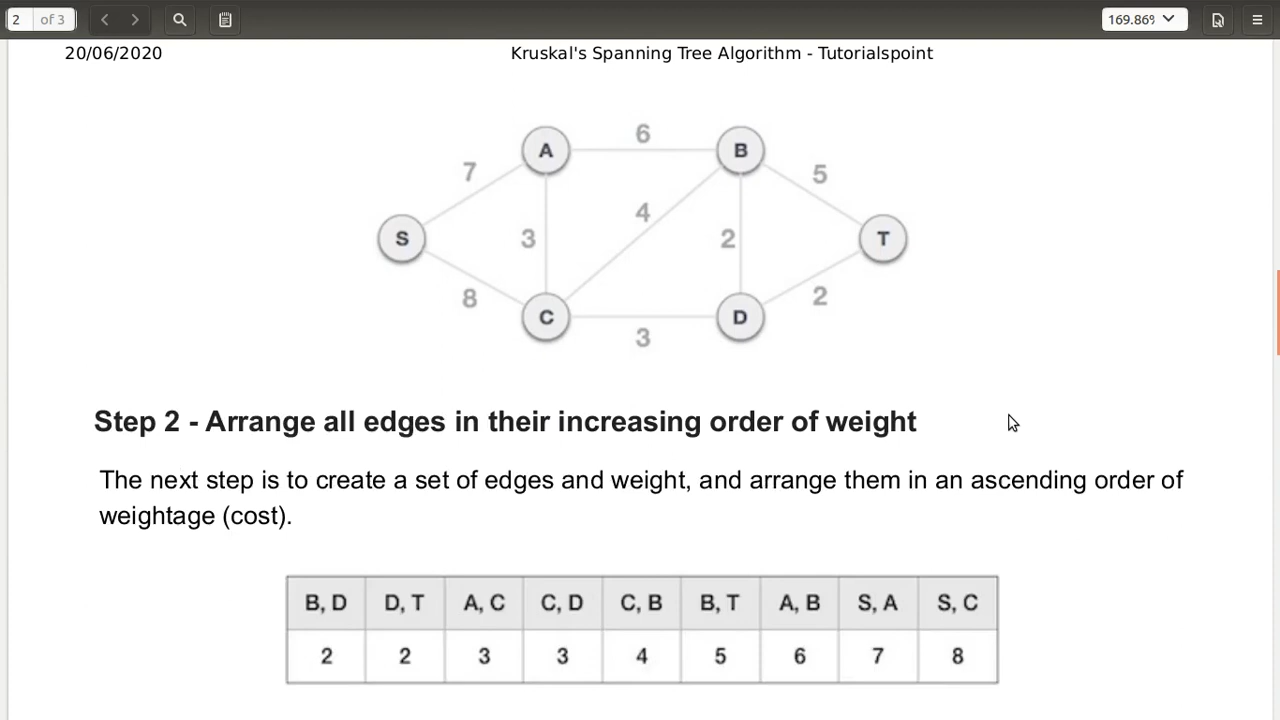 2 of 3 169.86%
20/06/2020 Kruskal's Spanning Tree Algorithm - Tutorialspoint
6
A B
7 5
4
S 3 2 T
8 2
C D
3
Step 2 - Arrange all edges in their increasing order of weight
The next step is to create a set of edges and weight, and arrange them in an ascending order of
weightage (cost).
B, D D, T A, C C, D C, B B, T A, B S, A S, C
2 2 3 3 4 5 6 7 8